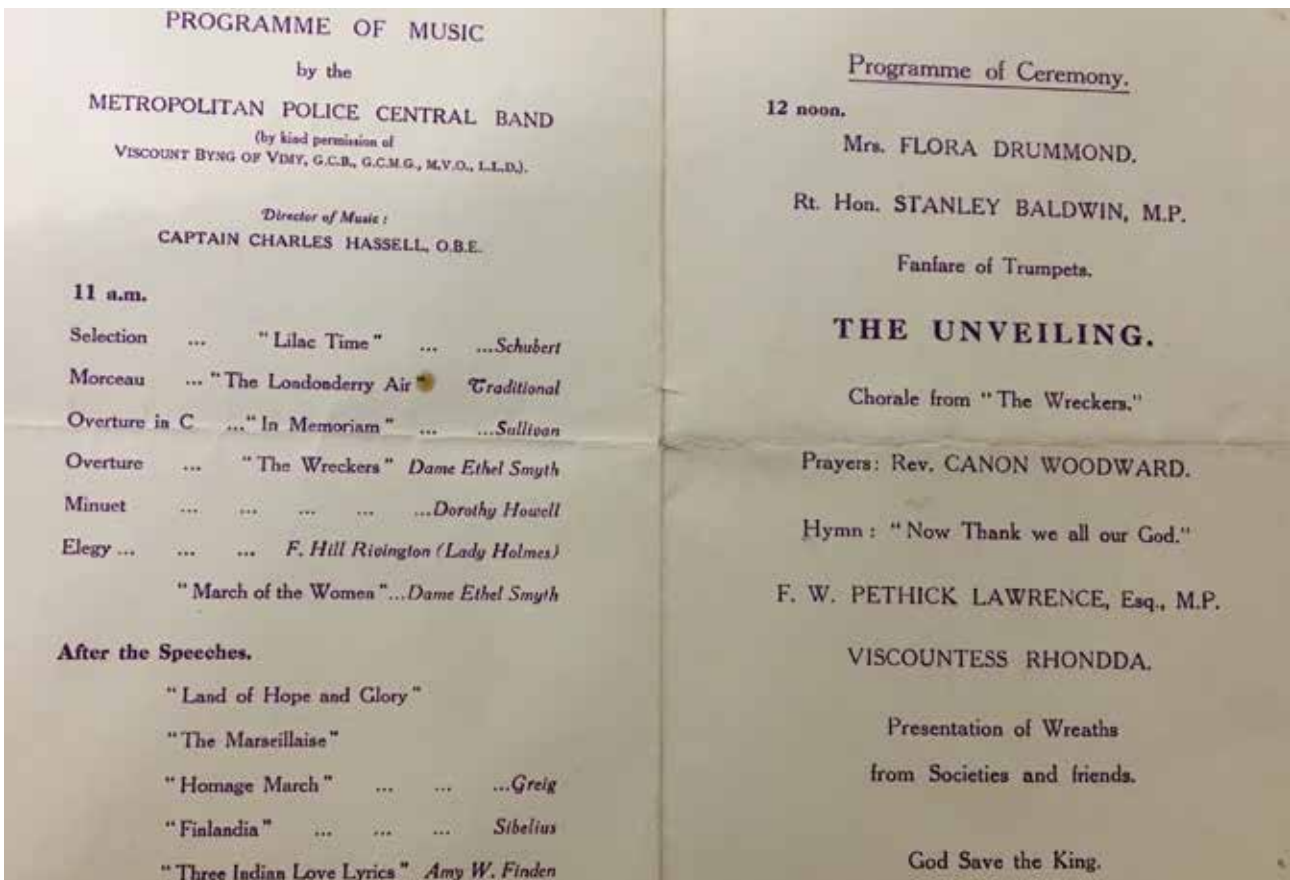 PROGRAMME OF MUSIC
by the
METROPOLITAN POLICE CENTRAL BAND
(by kind permission of
VISCOUNT BYNG OF VIMY, G.C.B., G.C.M.G., M.V.O., L.L.D.).
Director of Music :
CAPTAIN CHARLES HASSELL, O.B.E.
11 a.m.
Selection ... "Lilac Time" ... ...Schubert
Morceau ... "The Londonderry Air" Traditional
Overture in C ..."In Memoriam" ... ...Sullivan
Overture ... "The Wreckers" Dame Ethel Smyth
Minuet ... ... ... ... ...Dorothy Howell
Elegy ... ... ... F. Hill Rivington (Lady Holmes)
"March of the Women"...Dame Ethel Smyth
After the Speeches.
"Land of Hope and Glory"
"The Marseillaise"
"Homage March" ... ... ...Greig
"Finlandia" ... ... ... Sibelius
"Three Indian Love Lyrics" Amy W. Finden
Programme of Ceremony.
12 noon.
Mrs. FLORA DRUMMOND.
Rt. Hon. STANLEY BALDWIN, M.P.
Fanfare of Trumpets.
THE UNVEILING.
Chorale from "The Wreckers."
Prayers: Rev. CANON WOODWARD.
Hymn : "Now Thank we all our God."
F. W. PETHICK LAWRENCE, Esq., M.P.
VISCOUNTESS RHONDDA.
Presentation of Wreaths
from Societies and friends.
God Save the King.